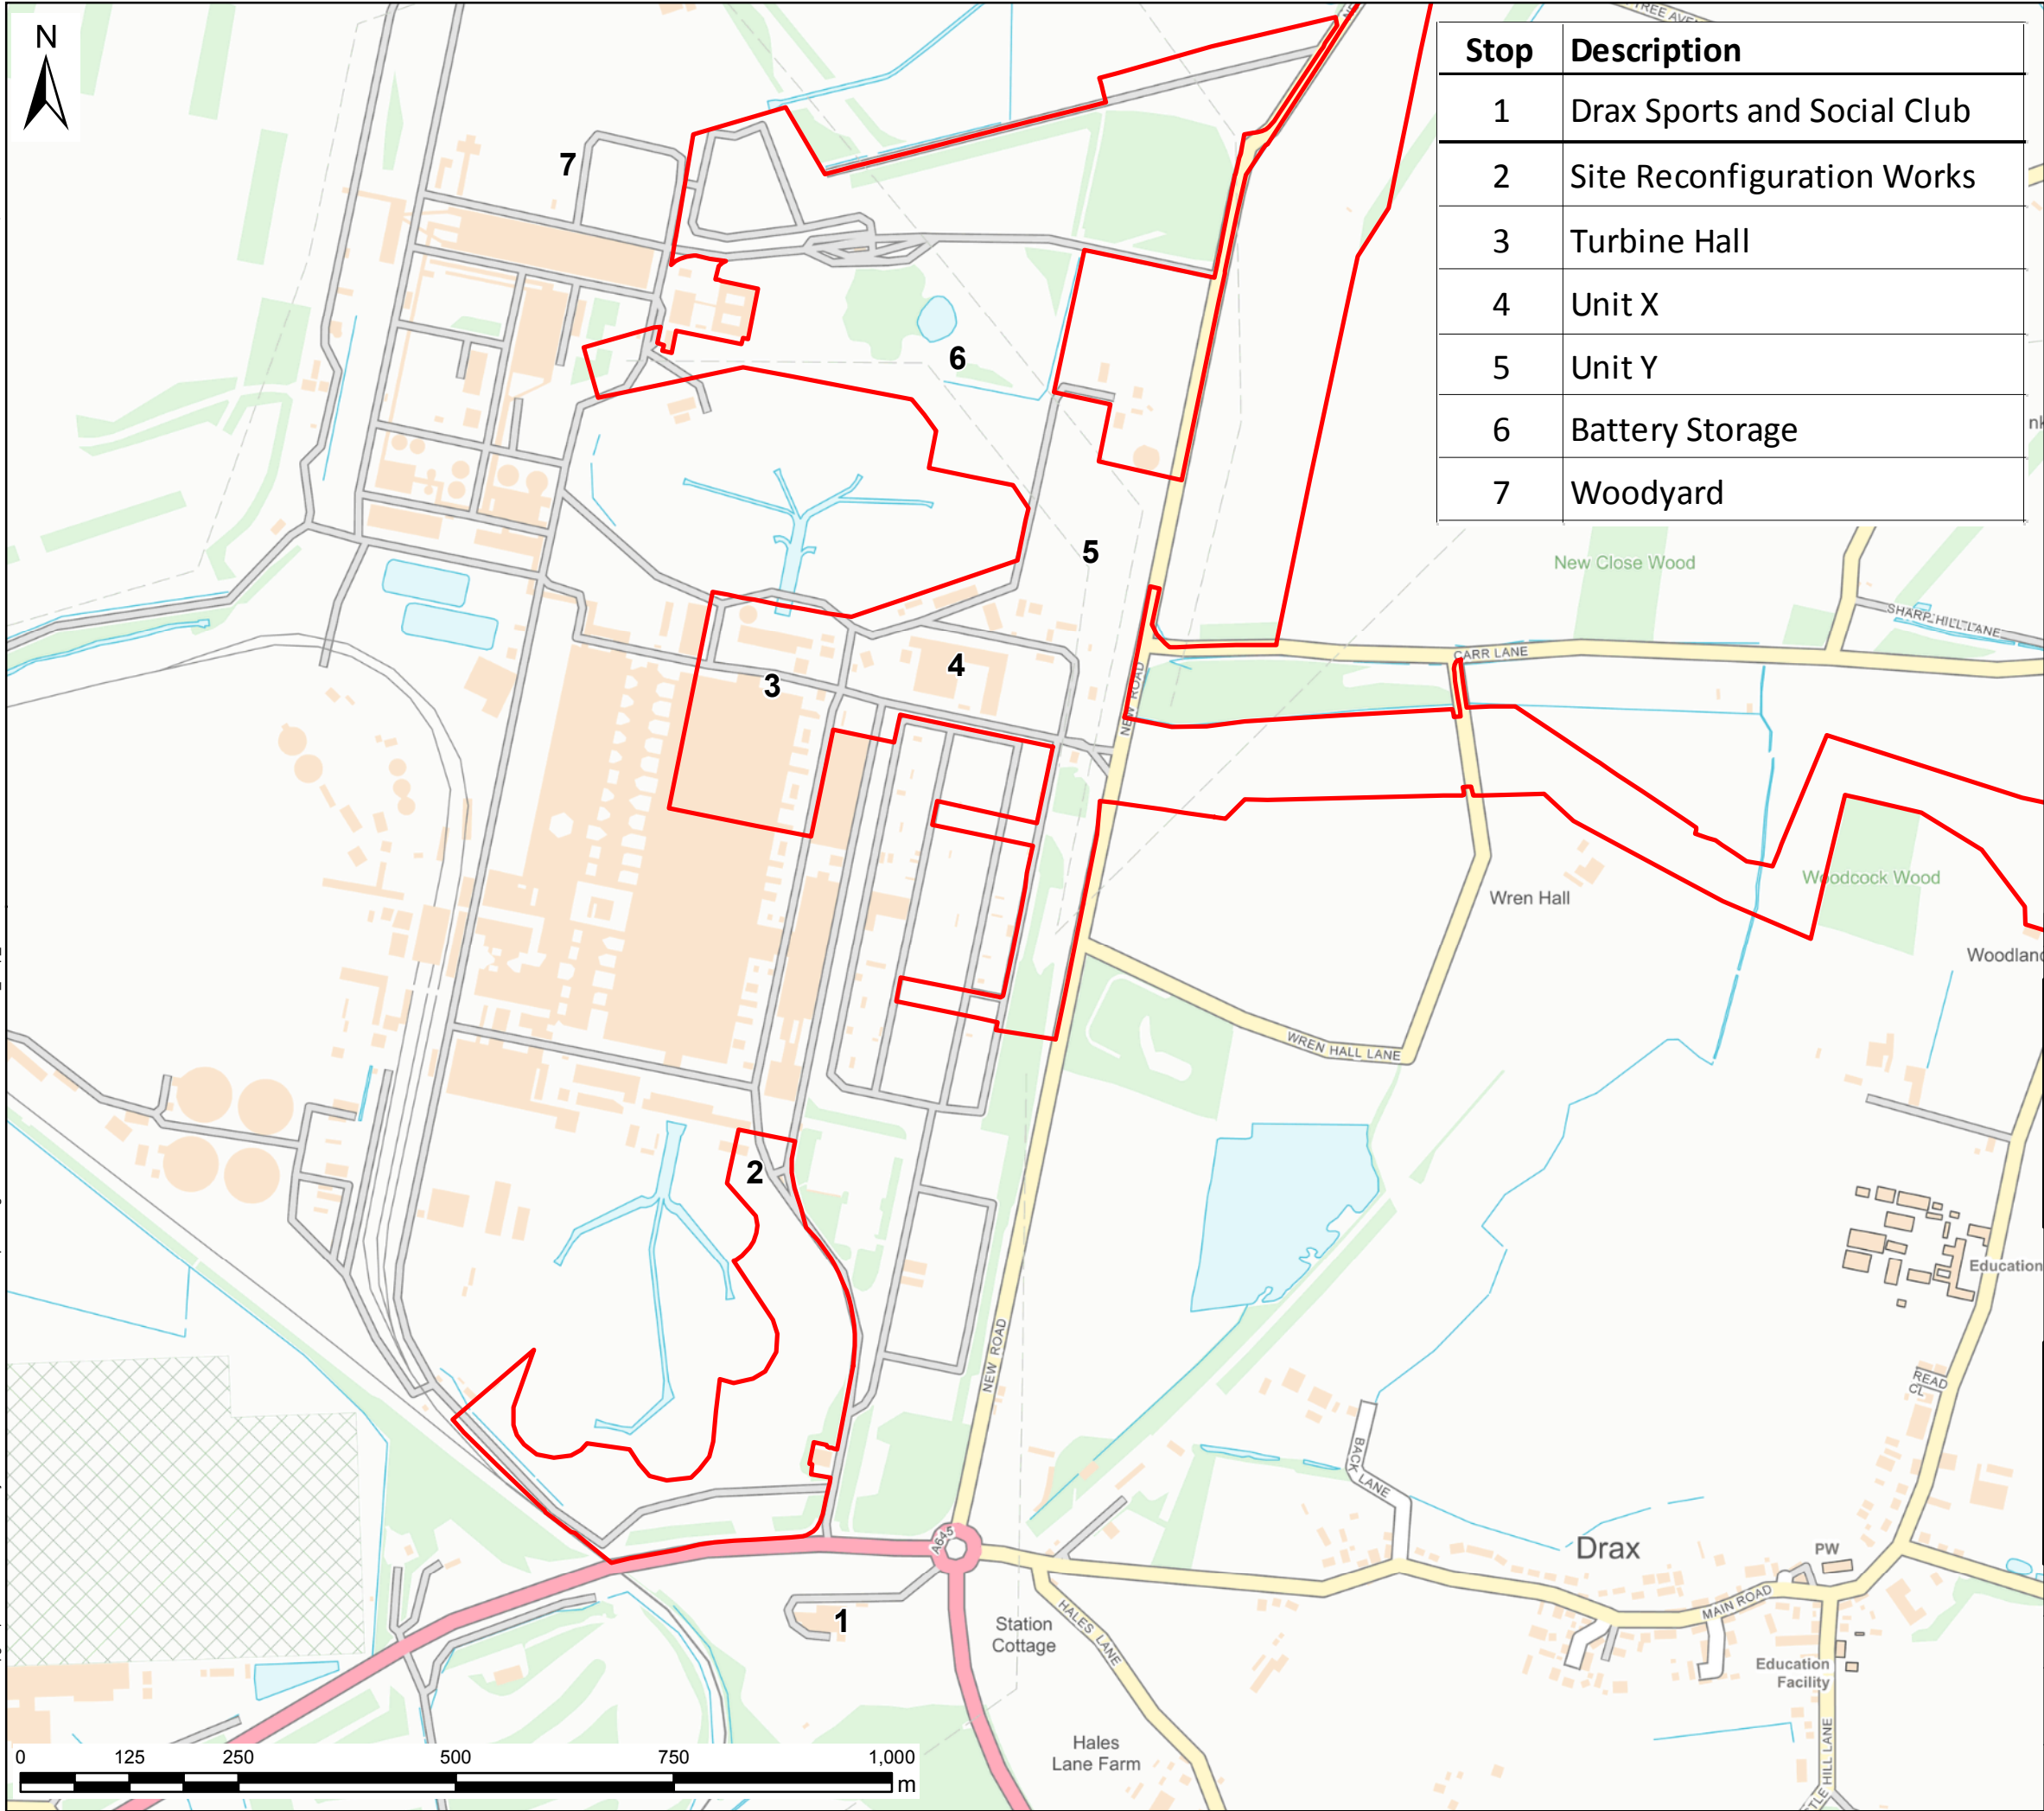 N
TREE AVEN
Stop Description
1 Drax Sports and Social Club
2 Site Reconfiguration Works
3 Turbine Hall
4 Unit X
5 Unit Y
6 Battery Storage
7 Woodyard
7
6
5
New Close Wood
SHARP HILL LANE
CARR LANE
4
3
NEW ROAD
Woodcock Wood
Wren Hall
Woodland
WREN HALL LANE
2
Education
NEW ROAD
READ
CL
BACK LANE
A645
Drax
PW
MAIN ROAD
1
Station
Cottage
HALES LANE
Education
Facility
Hales
Lane Farm
HILL LANE
0 125 250 500 750 1,000
m